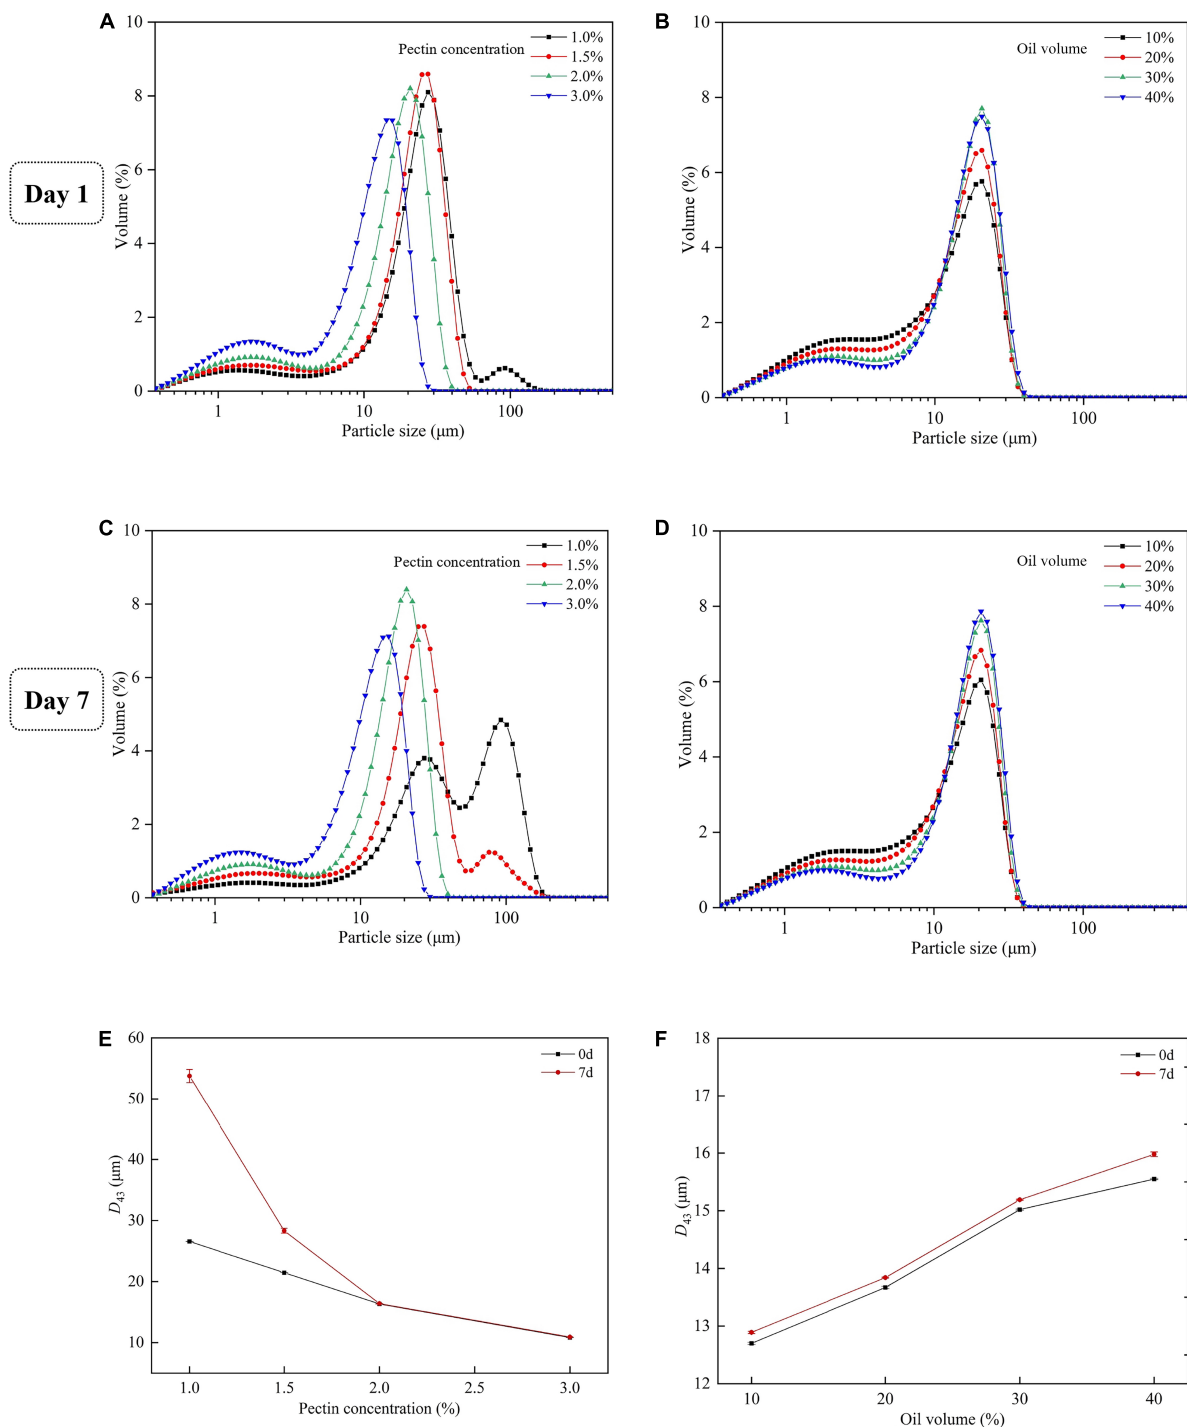 A
10
8
6
4
2
0
Volume (%)
1
10
100
Particle size (μm)
Pectin concentration
1.0%
1.5%
2.0%
3.0%
B
10
8
6
4
2
0
Volume (%)
1
10
100
Particle size (μm)
Oil volume
10%
20%
30%
40%
Day 1
C
10
8
6
4
2
0
Volume (%)
1
10
100
Particle size (μm)
Pectin concentration
1.0%
1.5%
2.0%
3.0%
D
10
8
6
4
2
0
Volume (%)
1
10
100
Particle size (μm)
Oil volume
10%
20%
30%
40%
Day 7
E
60
50
40
30
20
10
D43 (μm)
1.0
1.5
2.0
2.5
3.0
Pectin concentration (%)
0d
7d
F
18
17
16
15
14
13
12
D43 (μm)
10
20
30
40
Oil volume (%)
0d
7d